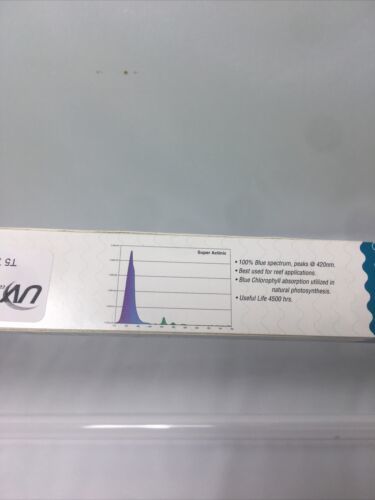 Super Actinic
• 100% Blue spectrum, peaks @ 420nm.
• Best used for reef applications.
• Blue Chlorophyll absorption utilized in
natural photosynthesis.
• Useful Life 4500 hrs.
T5
UV